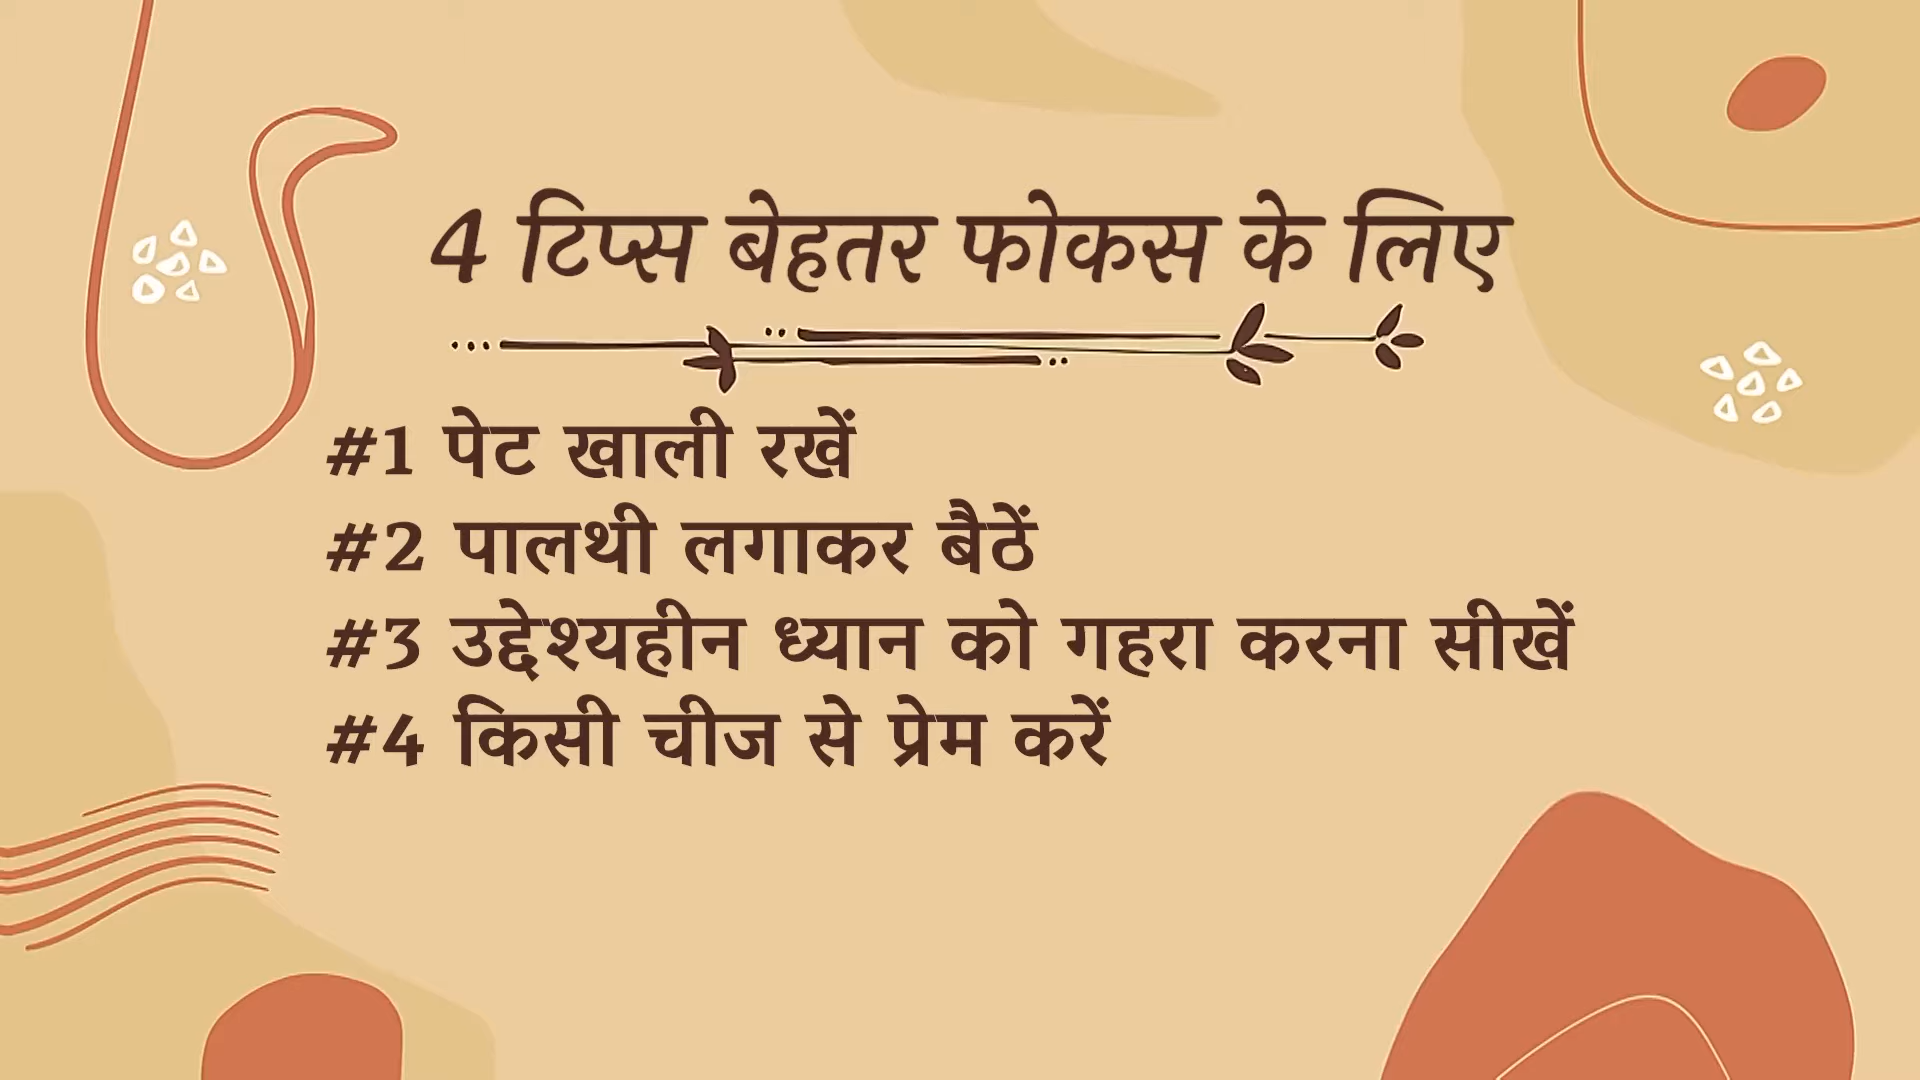 4 टिप्स बेहतर फोकस के लिए
#1 पेट खाली रखें
#2 पालथी लगाकर बैठें
#3 उद्देश्यहीन ध्यान को गहरा करना सीखें
#4 किसी चीज से प्रेम करें